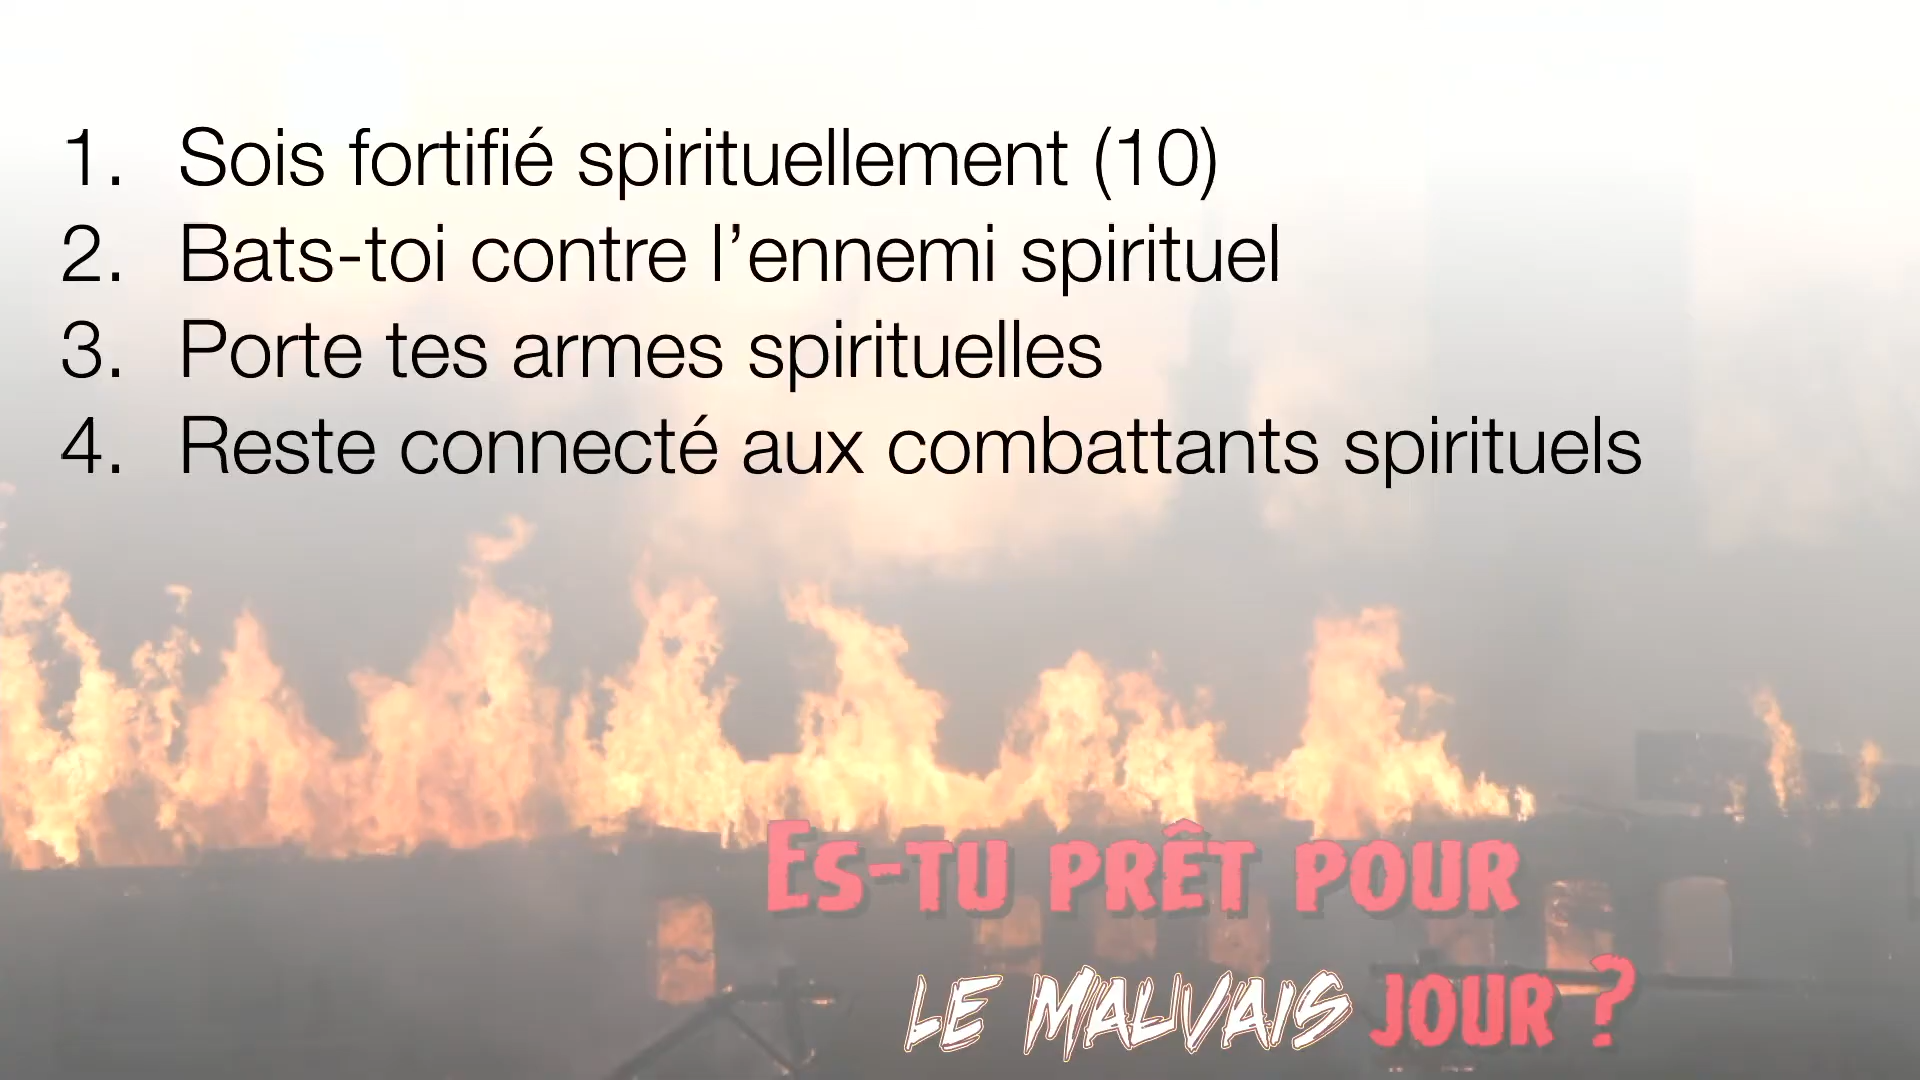 1. Sois fortifié spirituellement (10)
2. Bats-toi contre l’ennemi spirituel
3. Porte tes armes spirituelles
4. Reste connecté aux combattants spirituels
Es-tu prêt pour
le mauvais jour ?